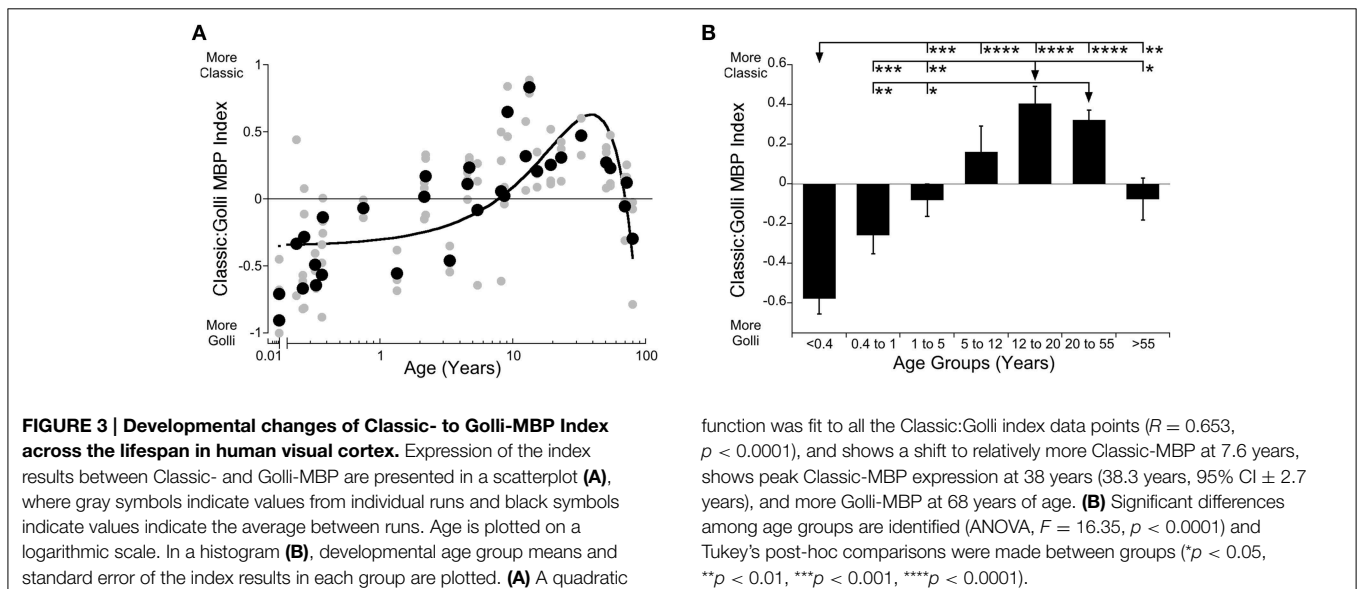 A
More
Classic
1
0.5
0
-0.5
-1
More
Golli
Classic:Golli MBP Index
0.01
1
10
100
Age (Years)
B
More
Classic
0.6
0.4
0.2
0
-0.2
-0.4
-0.6
More
Golli
Classic:Golli MBP Index
*** **** **** **** **
*** ** *
** *
<0.4 0.4 to 1 1 to 5 5 to 12 12 to 20 20 to 55 >55
Age Groups (Years)
FIGURE 3 | Developmental changes of Classic- to Golli-MBP Index
across the lifespan in human visual cortex. Expression of the index
results between Classic- and Golli-MBP are presented in a scatterplot (A),
where gray symbols indicate values from individual runs and black symbols
indicate values indicate the average between runs. Age is plotted on a
logarithmic scale. In a histogram (B), developmental age group means and
standard error of the index results in each group are plotted. (A) A quadratic
function was fit to all the Classic:Golli index data points (R = 0.653,
p < 0.0001), and shows a shift to relatively more Classic-MBP at 7.6 years,
shows peak Classic-MBP expression at 38 years (38.3 years, 95% CI ± 2.7
years), and more Golli-MBP at 68 years of age. (B) Significant differences
among age groups are identified (ANOVA, F = 16.35, p < 0.0001) and
Tukey's post-hoc comparisons were made between groups (*p < 0.05,
**p < 0.01, ***p < 0.001, ****p < 0.0001).